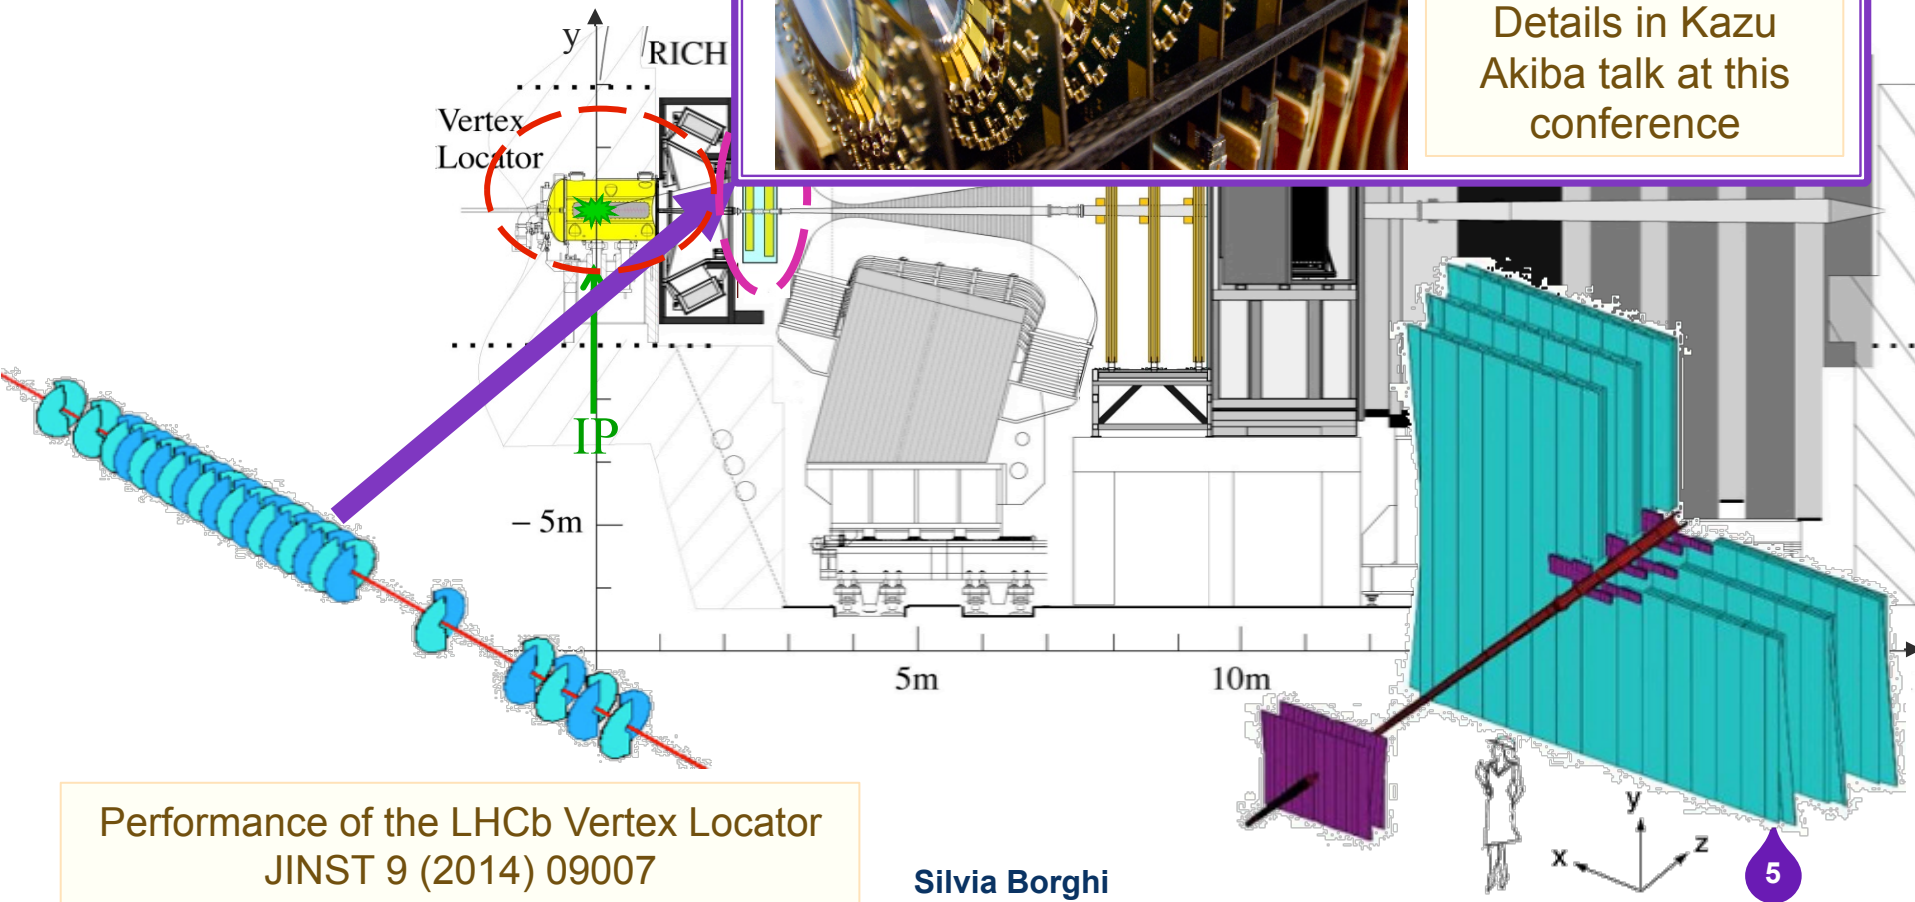 Details in Kazu
Akiba talk at this
conference
y
RICH
Vertex
Locator
IP
– 5m
5m
10m
Performance of the LHCb Vertex Locator
JINST 9 (2014) 09007
Silvia Borghi
y
x
z
5